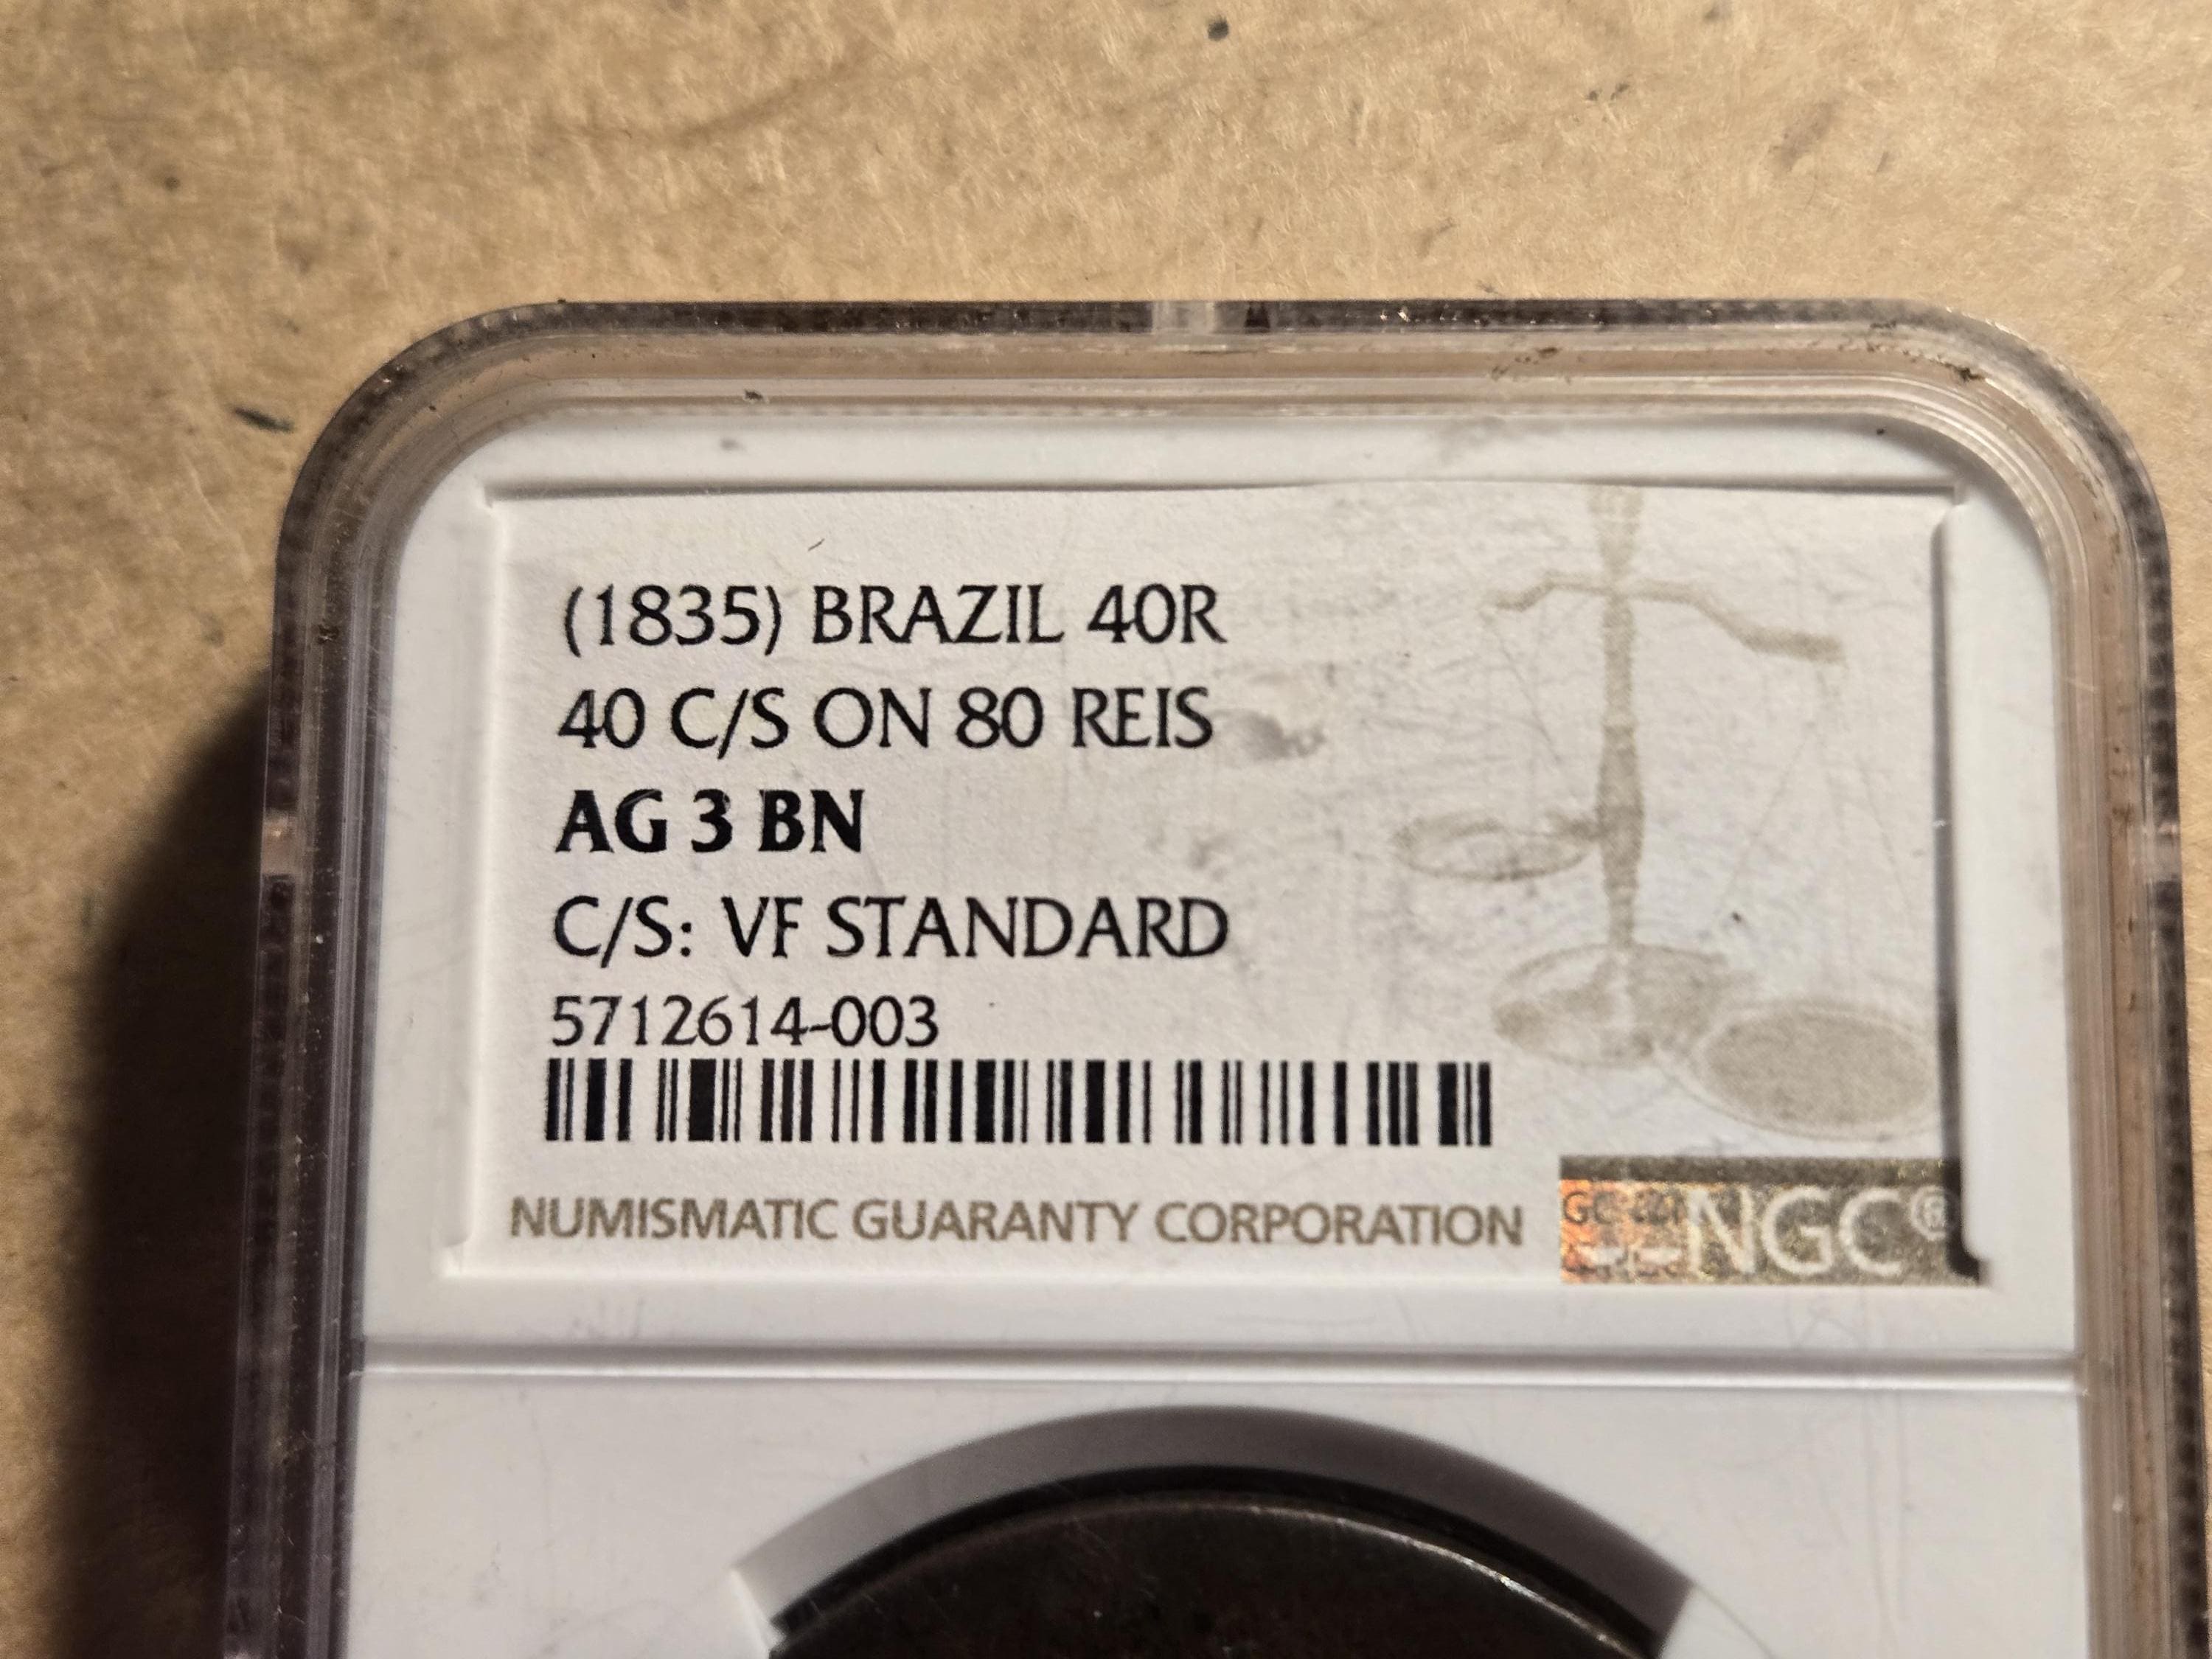 (1835) BRAZIL 40R
40 C/S ON 80 REIS
AG 3 BN
C/S: VF STANDARD
5712614-003
NUMISMATIC GUARANTY CORPORATION
NGC®